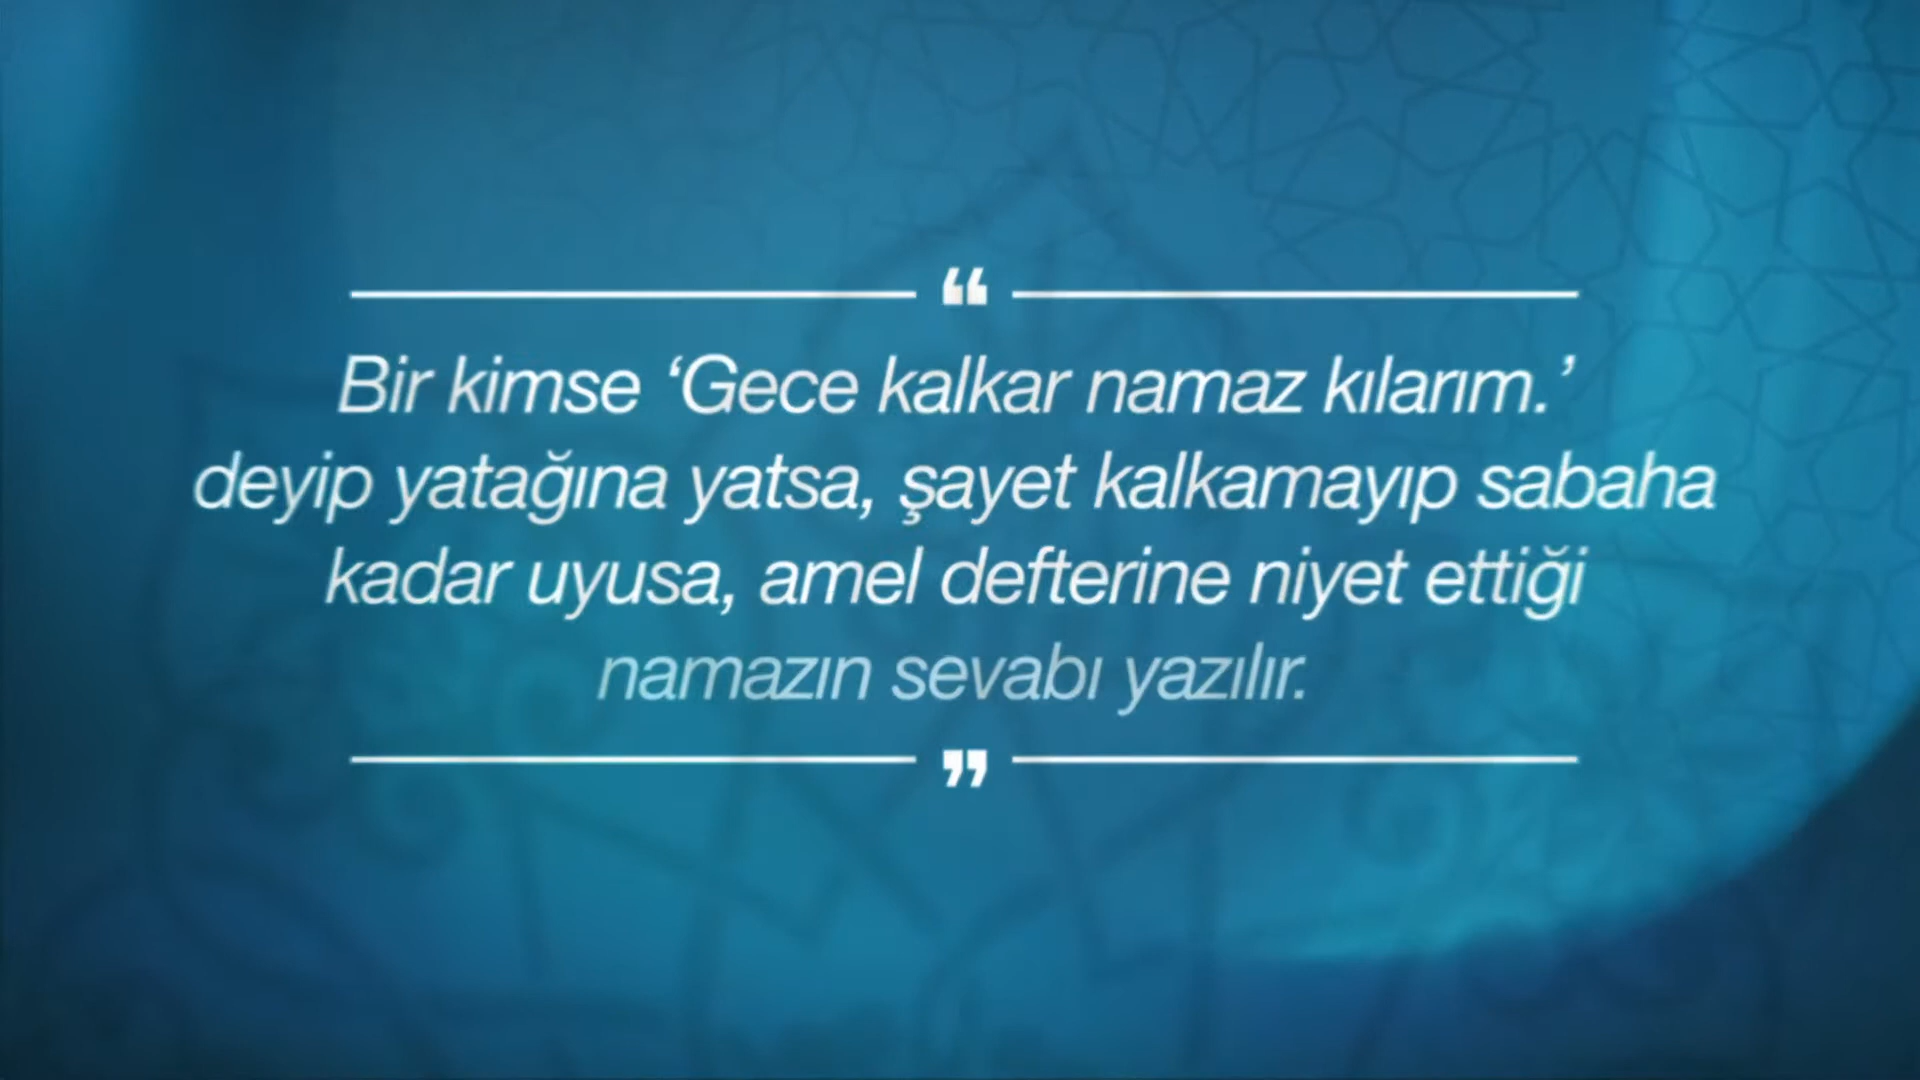 “
Bir kimse ‘Gece kalkar namaz kılarım.’
deyip yatağına yatsa, şayet kalkamayıp sabaha
kadar uyusa, amel defterine niyet ettiği
namazın sevabı yazılır.
”